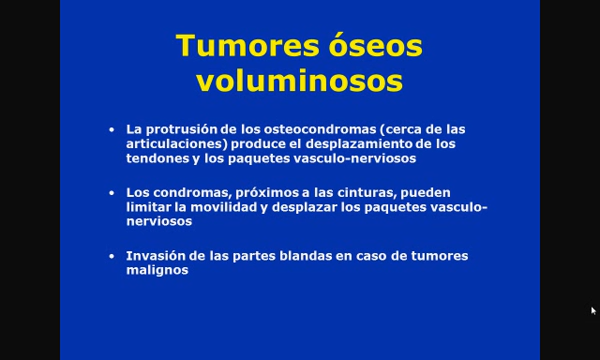 Tumores óseos
voluminosos
• La protrusión de los osteocondromas (cerca de las
articulaciones) produce el desplazamiento de los
tendones y los paquetes vasculo-nerviosos
• Los condromas, próximos a las cinturas, pueden
limitar la movilidad y desplazar los paquetes vasculo-
nerviosos
• Invasión de las partes blandas en caso de tumores
malignos